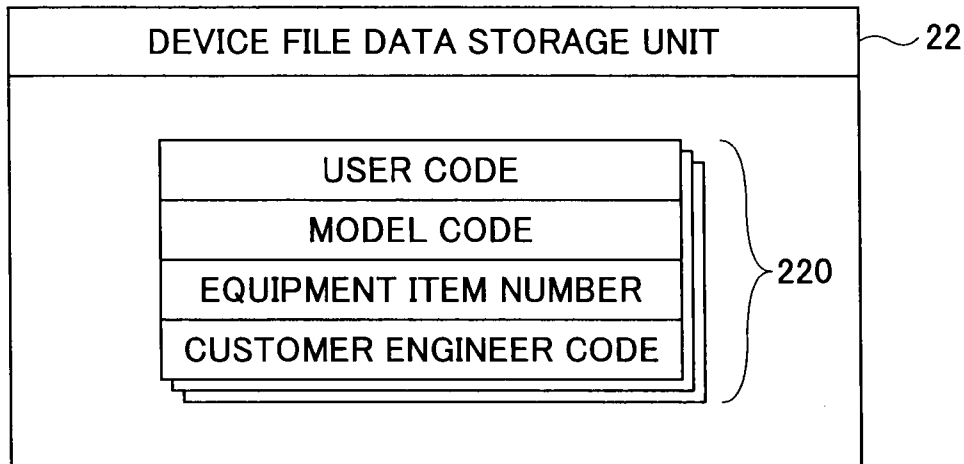 DEVICE FILE DATA STORAGE UNIT
22
USER CODE
MODEL CODE
EQUIPMENT ITEM NUMBER
220
CUSTOMER ENGINEER CODE